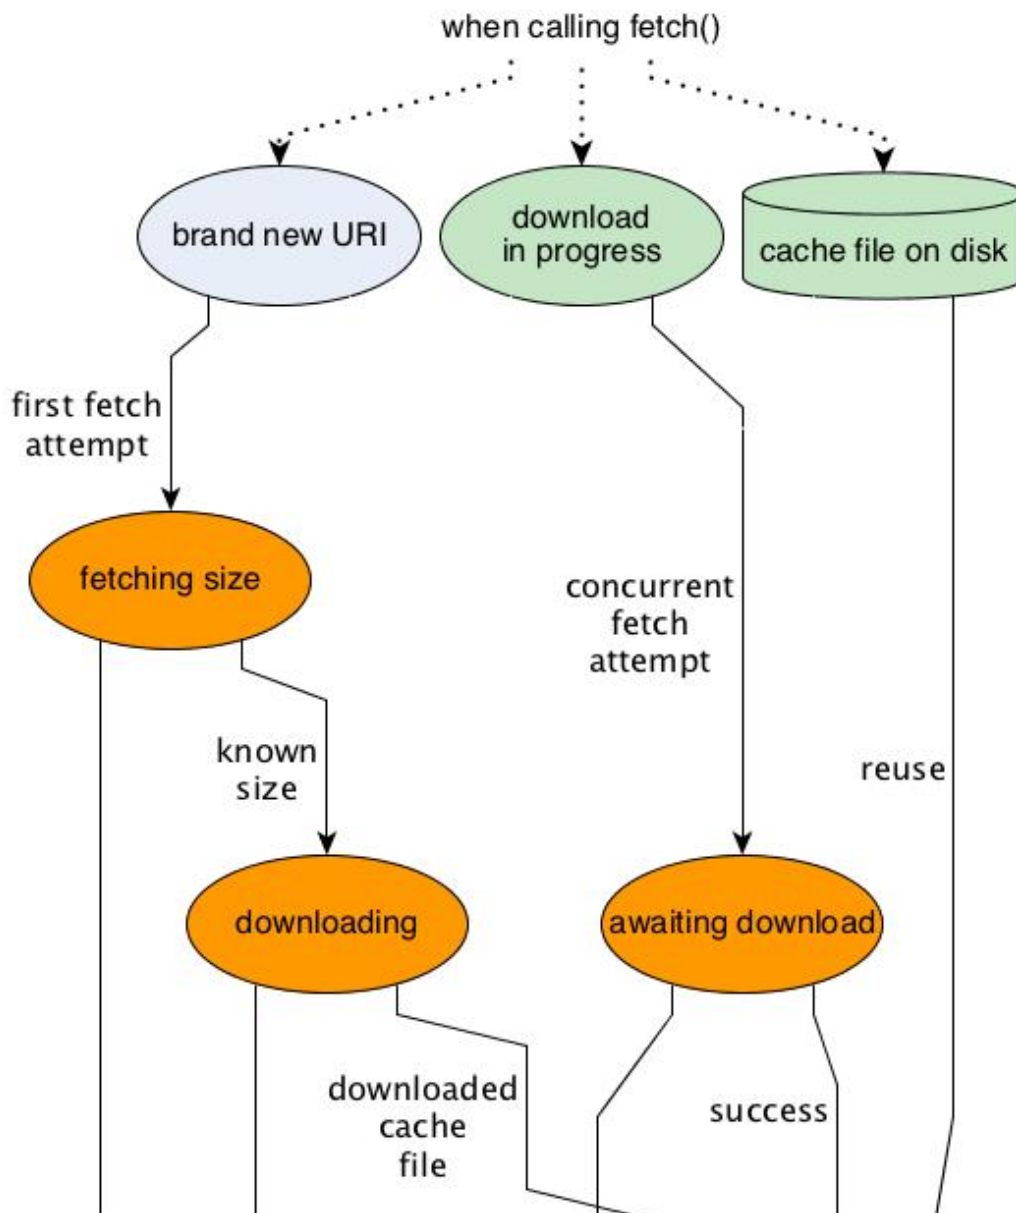 when calling fetch()
brand new URI
download
in progress
cache file on disk
first fetch
attempt
fetching size
concurrent
fetch
attempt
known
size
reuse
downloading
awaiting download
downloaded
cache
file
success